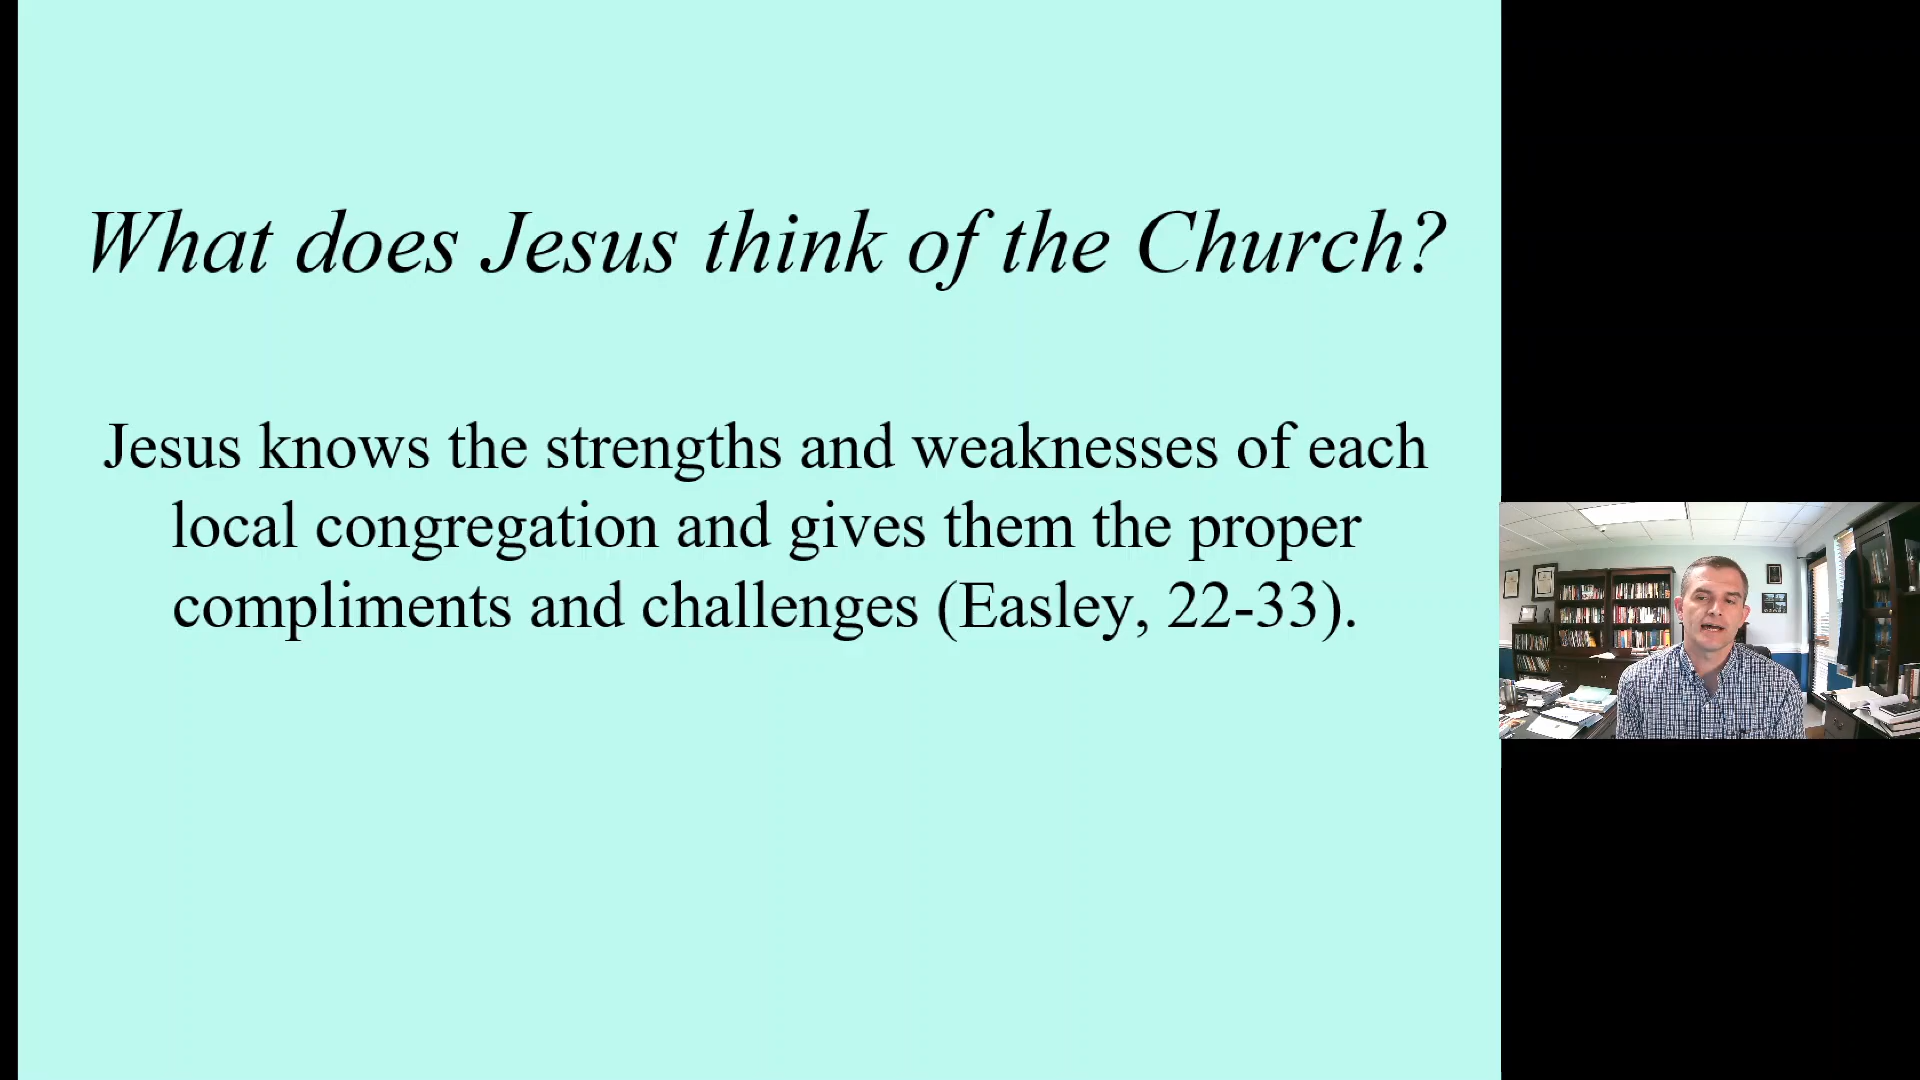 What does Jesus think of the Church?
Jesus knows the strengths and weaknesses of each
local congregation and gives them the proper
compliments and challenges (Easley, 22-33).